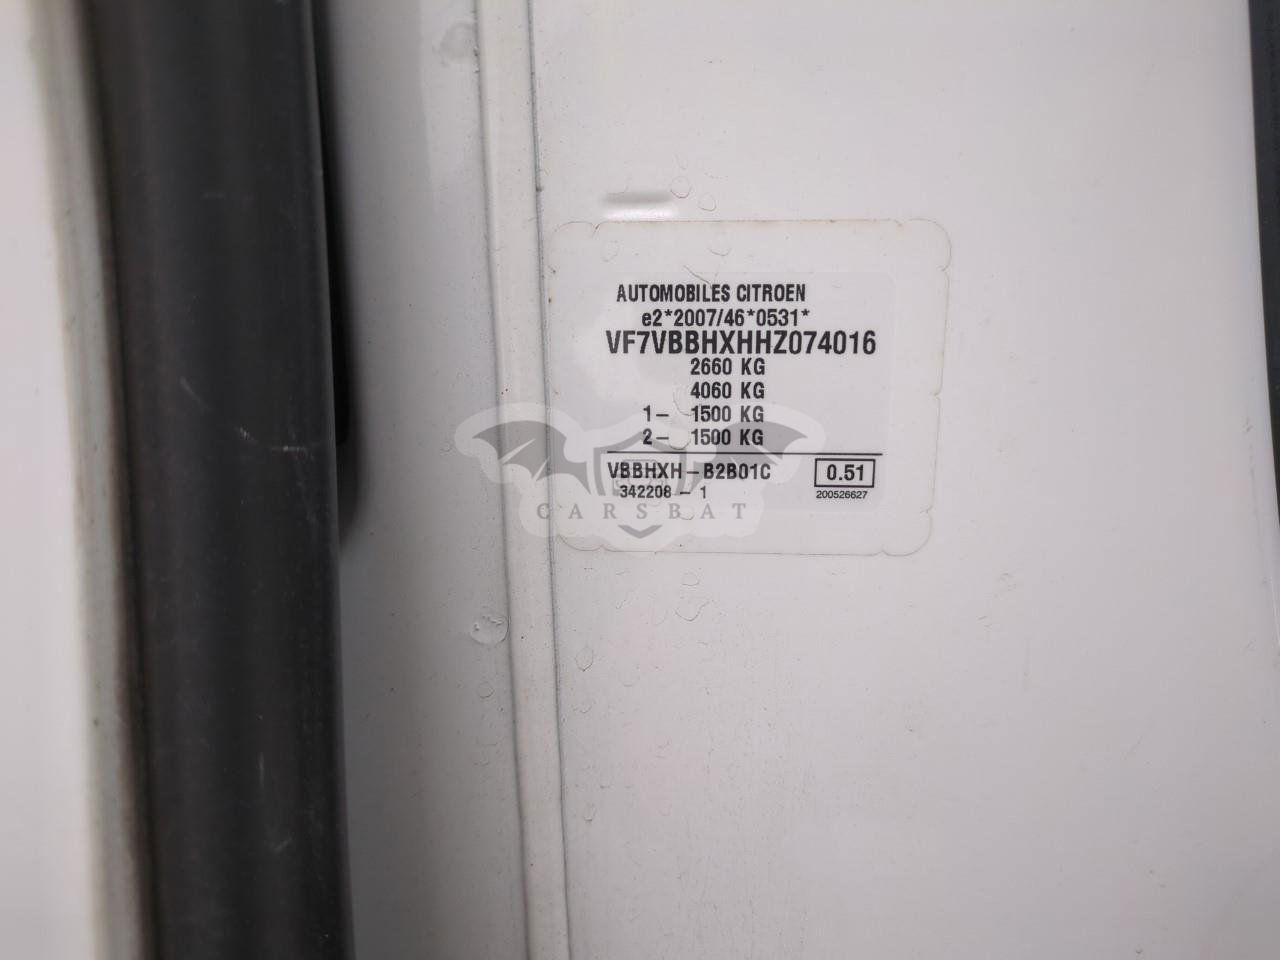 AUTOMOBILES CITROEN
e2*2007/46*0531*
VF7VBBHXHHZ074016
2660 KG
4060 KG
1- 1500 KG
2- 1500 KG
VBBHXH-B2B01C 0.51
342208-1 200526627
CARSBAT